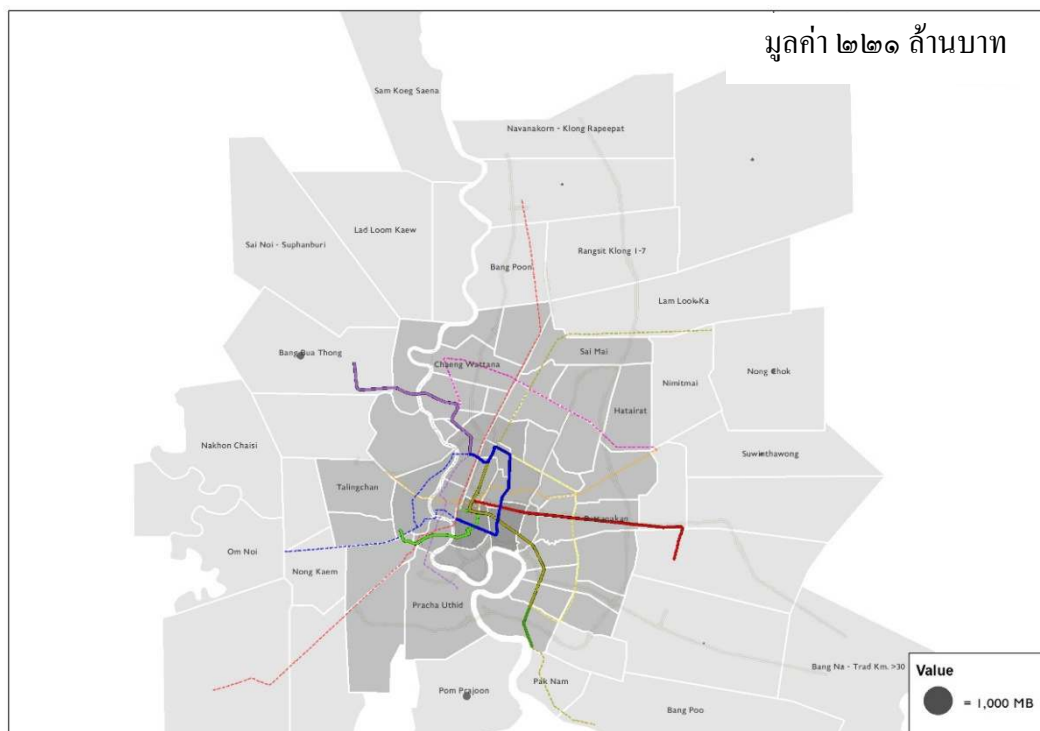 มูลค่า ๒๒๑ ล้านบาท
Sam Koeg Saena
Navanakorn - Klong Rapeepat
Lad Loom Kaew
Sai Noi - Suphanburi
Rangsit Klong 1-7
Bang Poon
Lam Look-Ka
Bang Bua Thong
Sai Mai
Chaeng Wattana
Nong Chok
Nimitmai
Hatairat
Nakhon Chaisi
Suwinthawong
Talingchan
Om Noi
Nong Kaem
Pracha Uthid
Bang Na - Trad Km. >30
Pak Nam
Pom Prajoon
Bang Poo
Value
= 1,000 MB